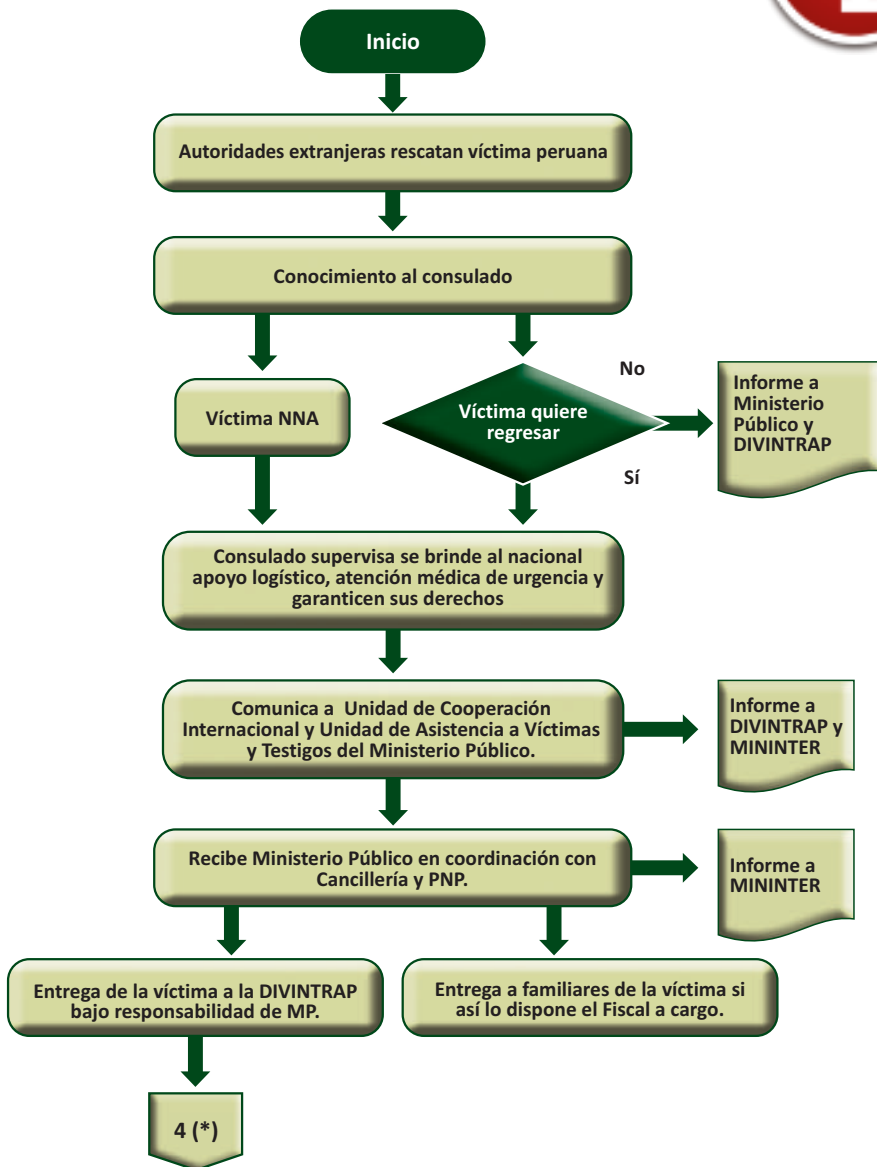 Inicio
Autoridades extranjeras rescatan víctima peruana
Conocimiento al consulado
Víctima NNA
Víctima quiere
regresar
No
Sí
Informe a
Ministerio
Público y
DIVINTRAP
Consulado supervisa se brinde al nacional
apoyo logístico, atención médica de urgencia y
garanticen sus derechos
Comunica a Unidad de Cooperación
Internacional y Unidad de Asistencia a Víctimas
y Testigos del Ministerio Público.
Informe a
DIVINTRAP y
MININTER
Recibe Ministerio Público en coordinación con
Cancillería y PNP.
Informe a
MININTER
Entrega de la víctima a la DIVINTRAP
bajo responsabilidad de MP.
Entrega a familiares de la víctima si
así lo dispone el Fiscal a cargo.
4 (*)